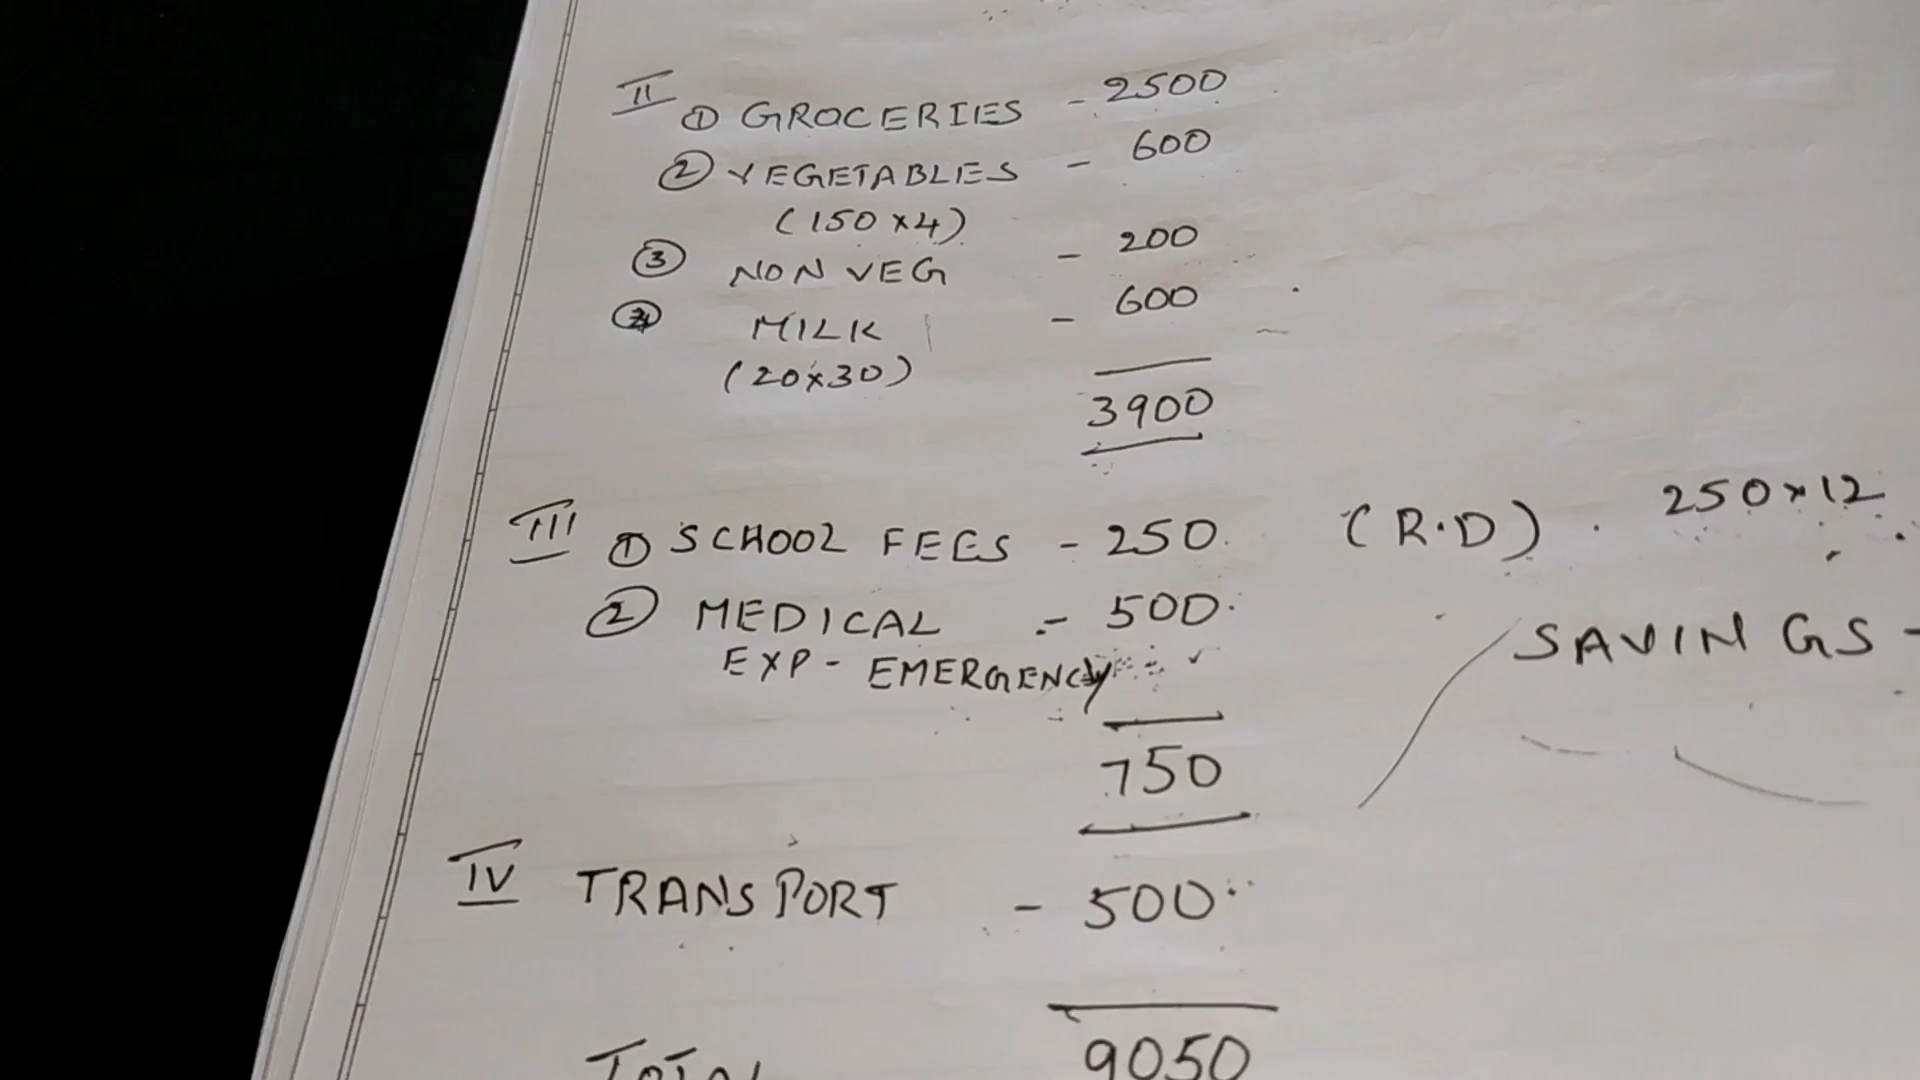 II ① GROCERIES - 2500
② VEGETABLES - 600
(150 × 4)
③ NON VEG - 200
④ MILK - 600
(20×30)
3900
III ① SCHOOL FEES - 250. (R.D) . 250×12
② MEDICAL - 500. SAVINGS -
EXP - EMERGENCY
750
IV TRANSPORT - 500
TOTAL 9050